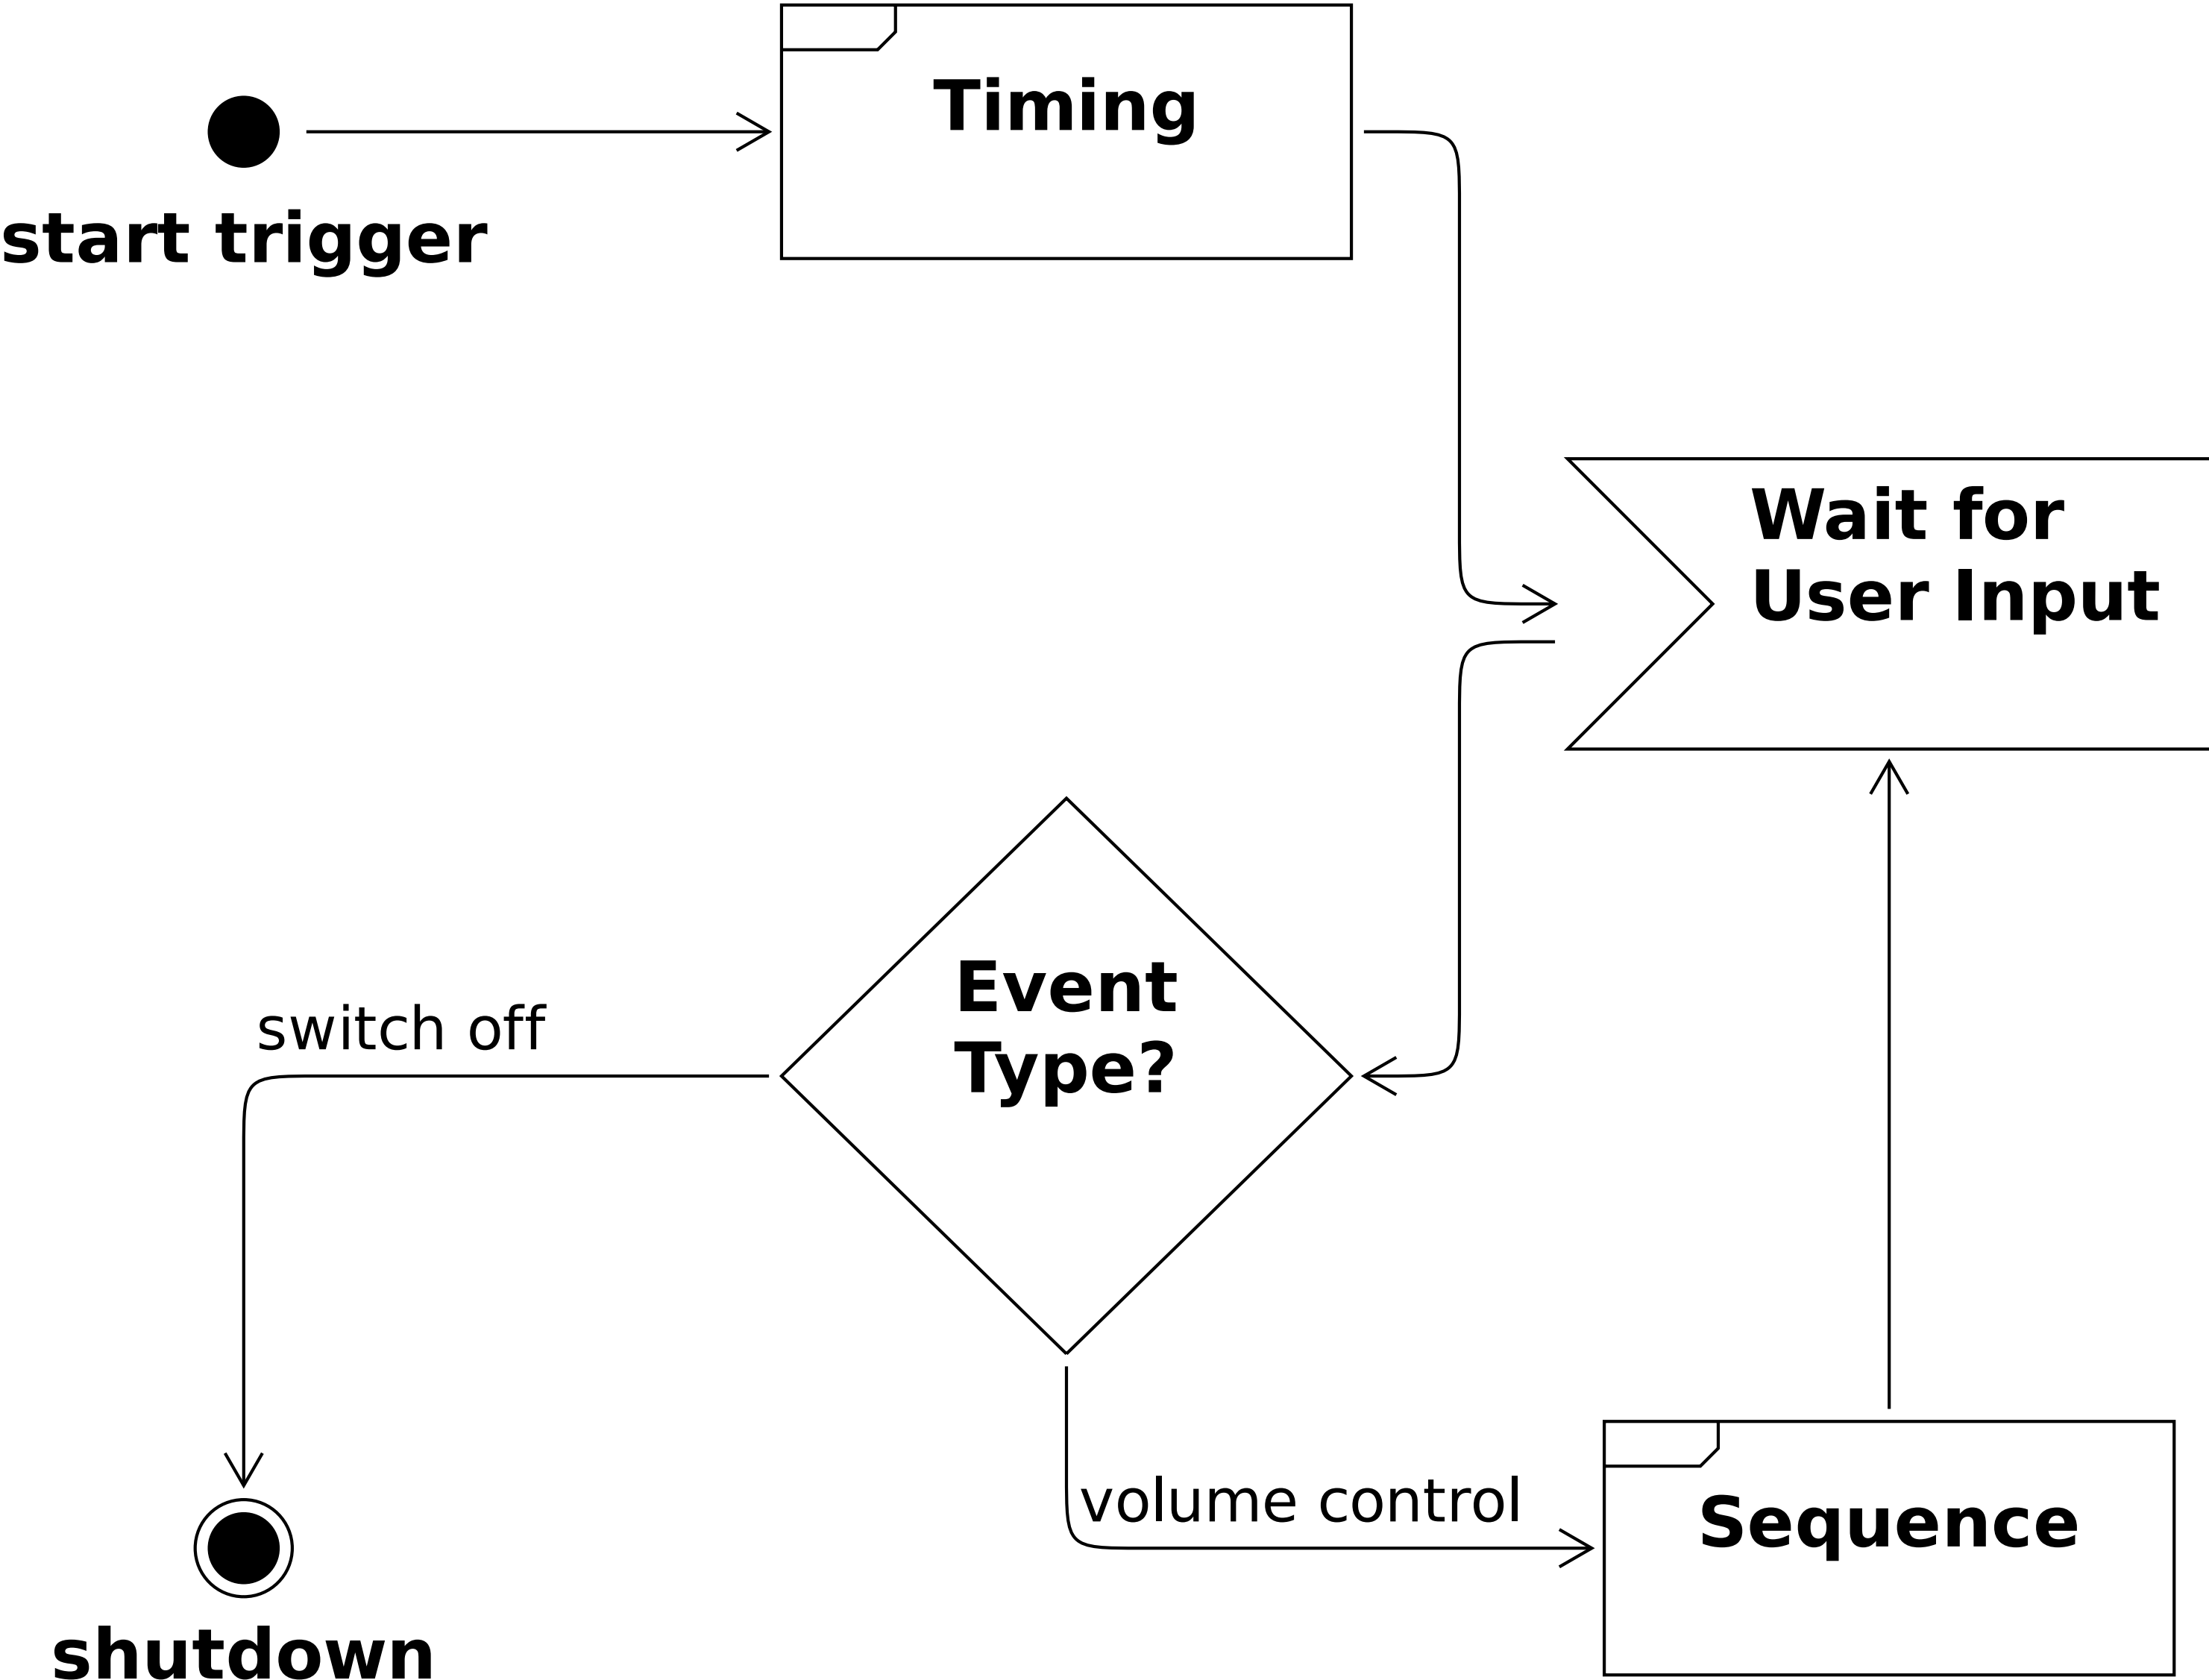 Timing
start trigger
Wait for
User Input
Event
Type?
switch off
volume control
Sequence
shutdown